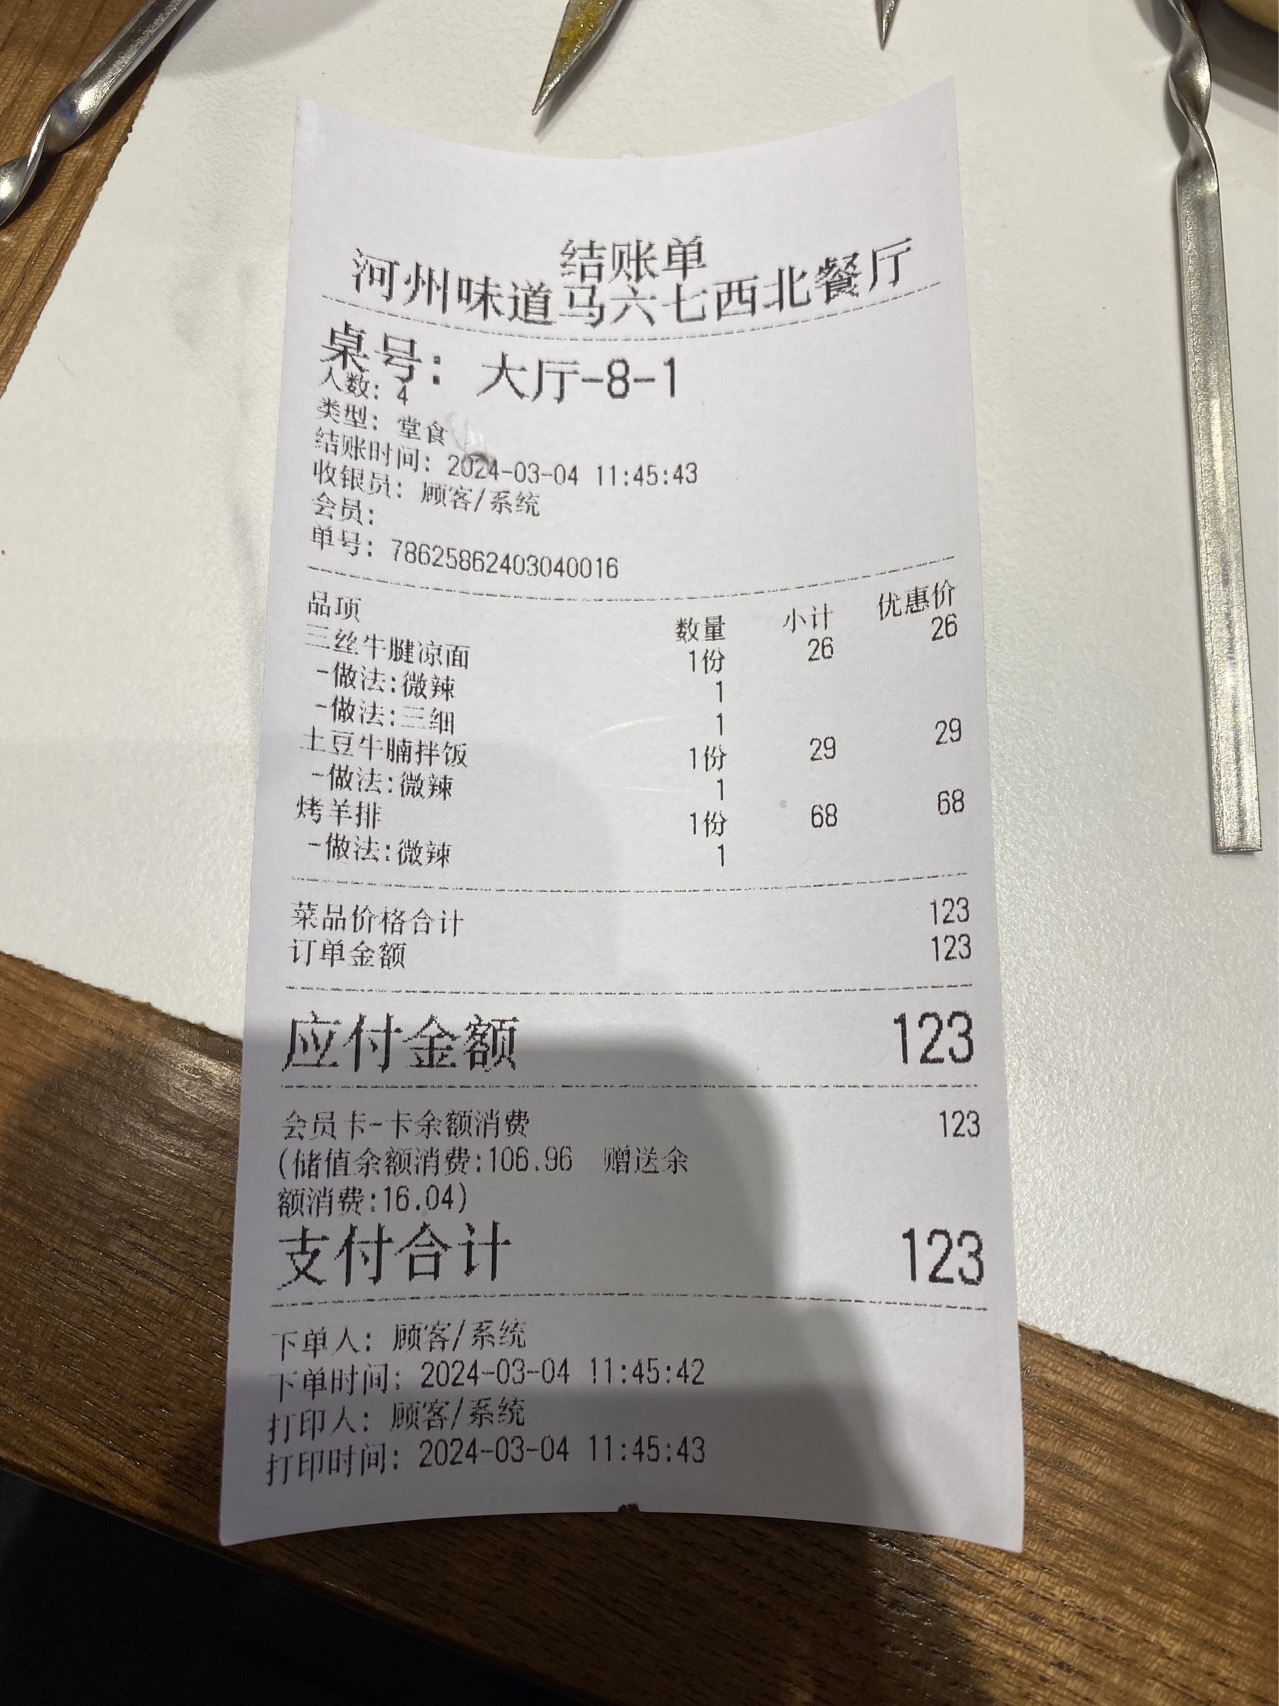 结账单
河州味道马六七西北餐厅
桌号: 大厅-8-1
人数: 4
类型: 堂食
结账时间: 2024-03-04 11:45:43
收银员: 顾客/系统
会员:
单号: 78625862403040016
品项 数量 小计 优惠价
三丝牛腱凉面 1份 26 26
-做法:微辣 1
-做法:三细 1
土豆牛腩拌饭 1份 29 29
-做法:微辣 1
烤羊排 1份 68 68
-做法:微辣 1
菜品价格合计 123
订单金额 123
应付金额 123
会员卡-卡余额消费 123
(储值余额消费:106.96 赠送余
额消费:16.04)
支付合计 123
下单人: 顾客/系统
下单时间: 2024-03-04 11:45:42
打印人: 顾客/系统
打印时间: 2024-03-04 11:45:43